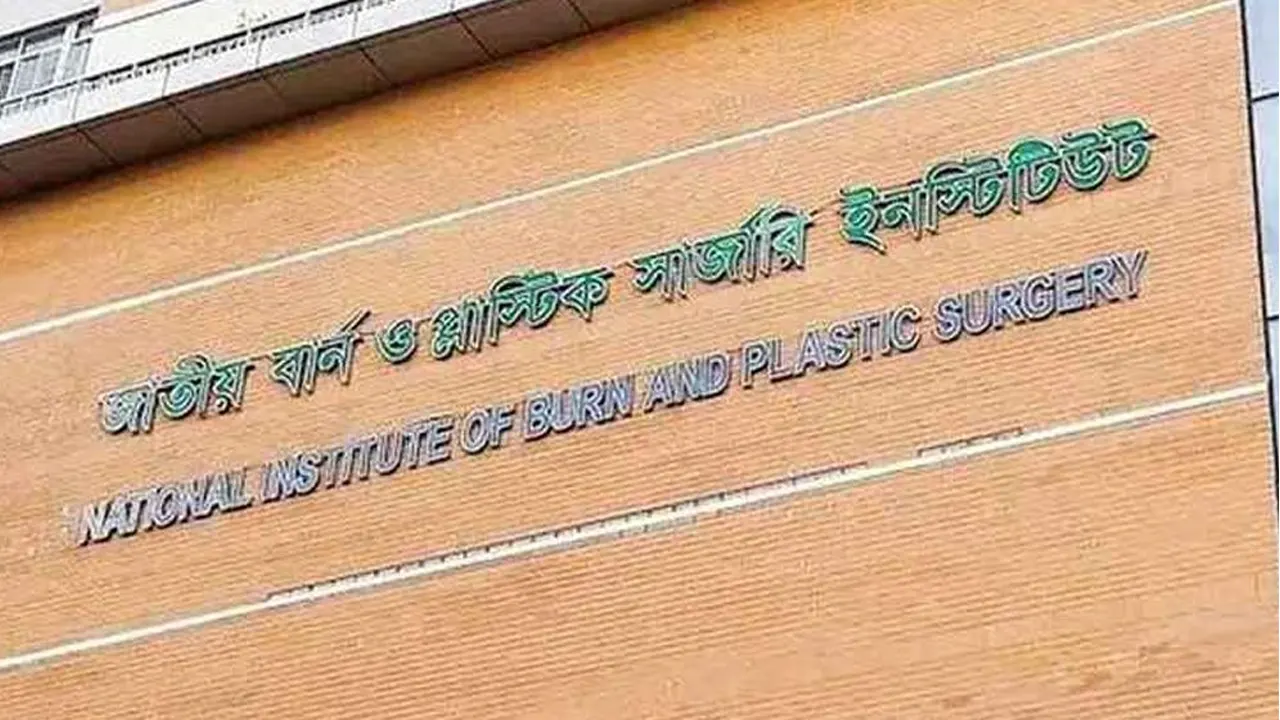 জাতীয় বার্ন ও প্লাস্টিক সার্জারি ইনস্টিটিউট
NATIONAL INSTITUTE OF BURN AND PLASTIC SURGERY